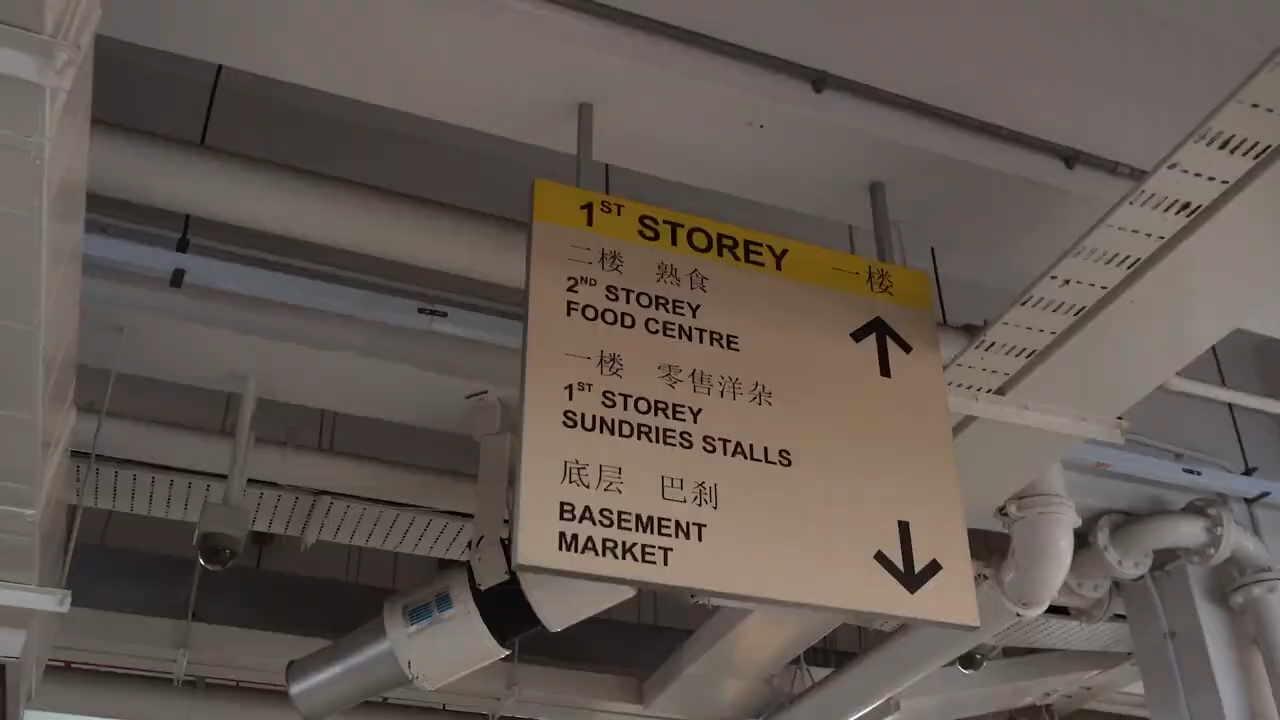 1ST STOREY 一楼
二楼 熟食
2ND STOREY
FOOD CENTRE
一楼 零售洋杂
1ST STOREY
SUNDRIES STALLS
底层 巴刹
BASEMENT
MARKET